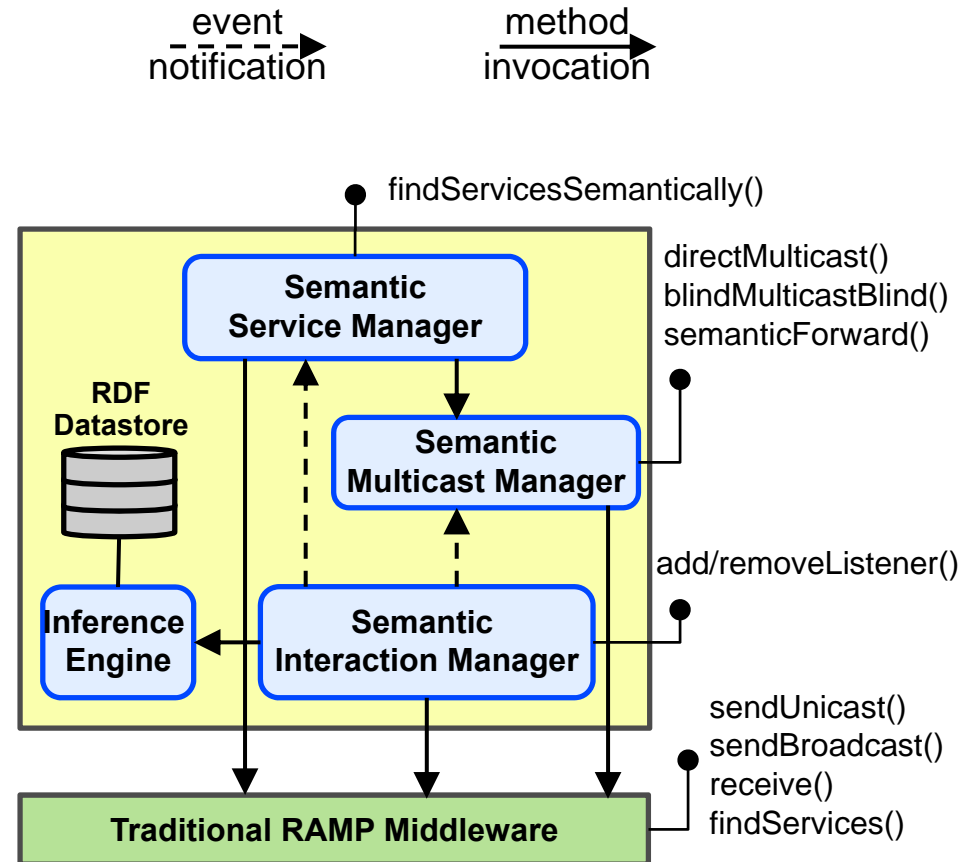 event
notification
method
invocation
findServicesSemantically()
directMulticast()
blindMulticastBlind()
semanticForward()
Semantic
Service Manager
RDF
Datastore
Semantic
Multicast Manager
add/removeListener()
Inference
Engine
Semantic
Interaction Manager
sendUnicast()
sendBroadcast()
receive()
findServices()
Traditional RAMP Middleware